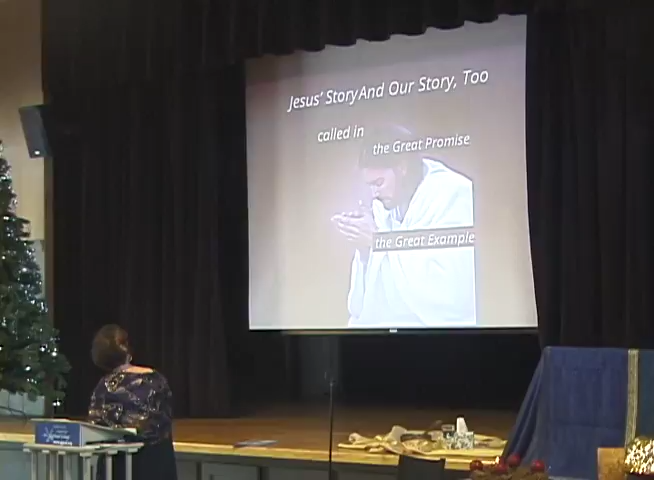 Jesus' StoryAnd Our Story, Too
called in
the Great Promise
the Great Example